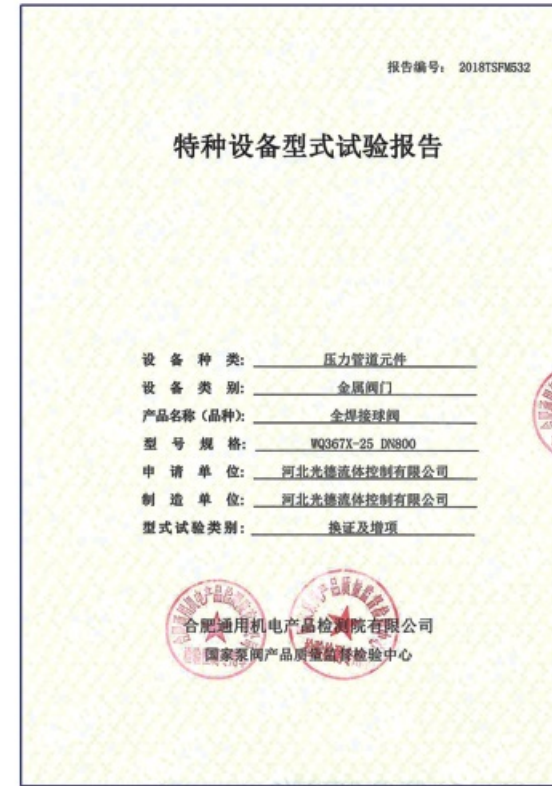 报告编号: 2018TSFM532
特种设备型式试验报告
设备种类: 压力管道元件
设备类别: 金属阀门
产品名称（品种）: 全焊接球阀
型号规格: WQ367X-25 DN800
申请单位: 河北光德流体控制有限公司
制造单位: 河北光德流体控制有限公司
型式试验类别: 换证及增项
合肥通用机电产品检测院有限公司
国家泵阀产品质量监督检验中心